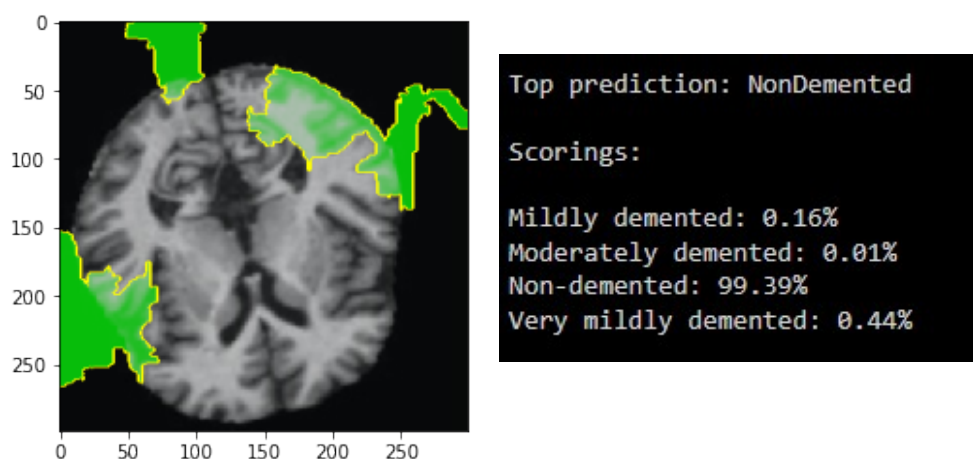 0
50
100
150
200
250
0 50 100 150 200 250
Top prediction: NonDemented
Scorings:
Mildly demented: 0.16%
Moderately demented: 0.01%
Non-demented: 99.39%
Very mildly demented: 0.44%